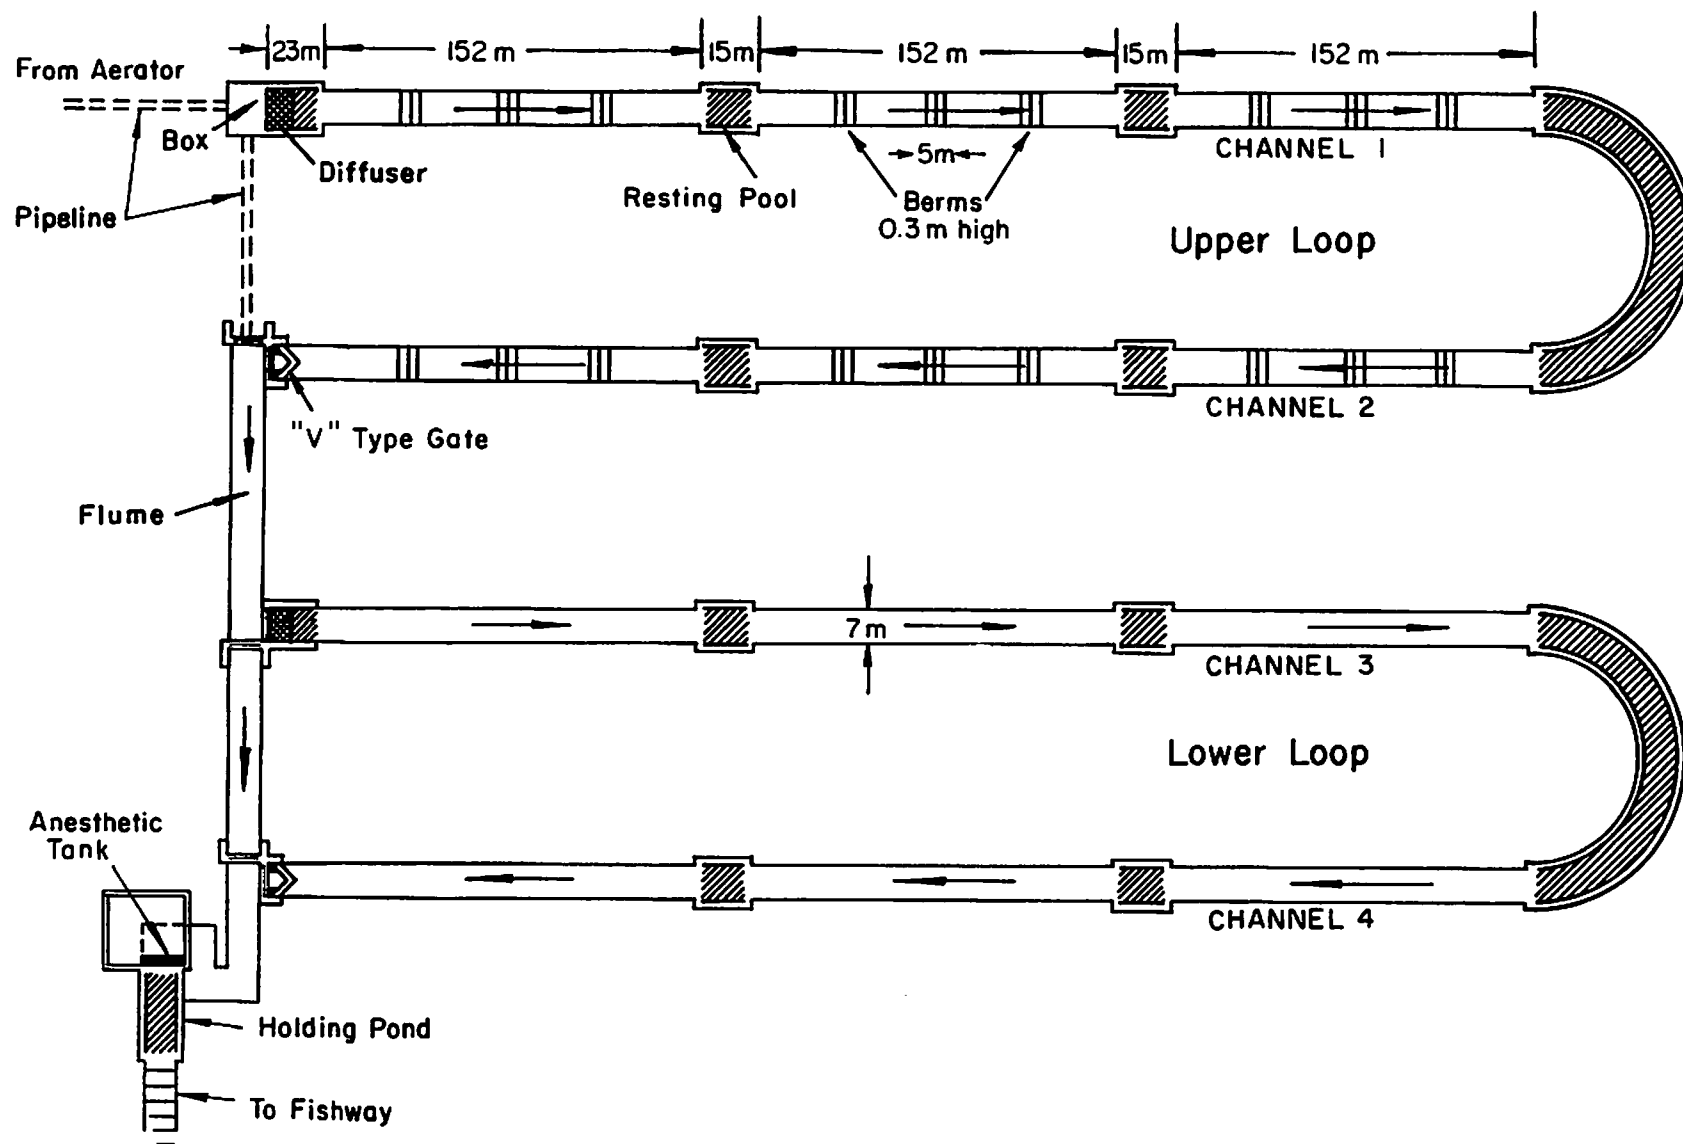 23m
152 m
15m
152 m
15m
152 m
From Aerator
Box
Diffuser
Pipeline
Resting Pool
5m
Berms
0.3 m high
CHANNEL 1
Upper Loop
CHANNEL 2
"V" Type Gate
Flume
7 m
CHANNEL 3
Lower Loop
Anesthetic
Tank
CHANNEL 4
Holding Pond
To Fishway